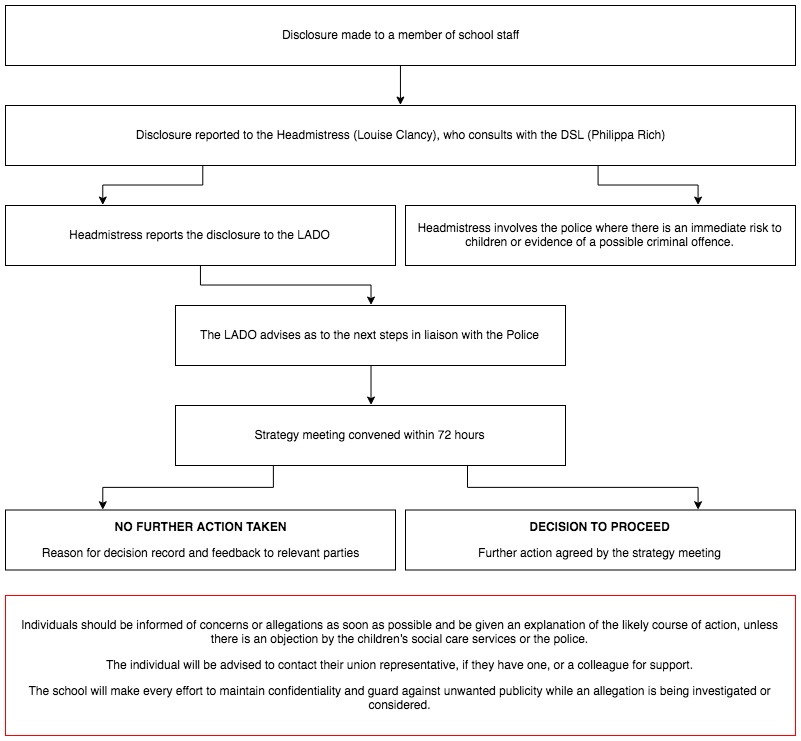 Disclosure made to a member of school staff
Disclosure reported to the Headmistress (Louise Clancy), who consults with the DSL (Philippa Rich)
Headmistress reports the disclosure to the LADO
Headmistress involves the police where there is an immediate risk to
children or evidence of a possible criminal offence.
The LADO advises as to the next steps in liaison with the Police
Strategy meeting convened within 72 hours
NO FURTHER ACTION TAKEN
Reason for decision record and feedback to relevant parties
DECISION TO PROCEED
Further action agreed by the strategy meeting
Individuals should be informed of concerns or allegations as soon as possible and be given an explanation of the likely course of action, unless
there is an objection by the children's social care services or the police.
The individual will be advised to contact their union representative, if they have one, or a colleague for support.
The school will make every effort to maintain confidentiality and guard against unwanted publicity while an allegation is being investigated or
considered.